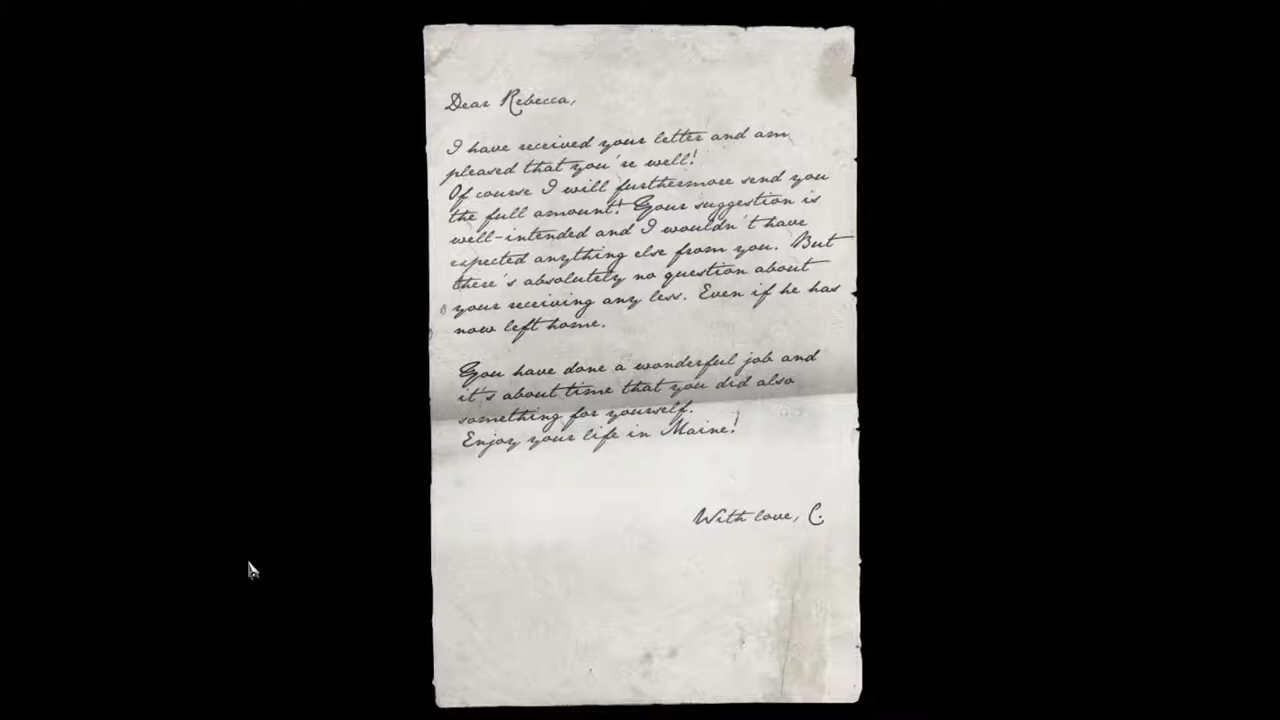 Dear Rebecca,
I have received your letter and am
pleased that you're well!
Of course I will furthermore send you
the full amount! Your suggestion is
well-intended and I wouldn't have
expected anything else from you. But
there's absolutely no question about
your receiving any less. Even if he has
now left home.
You have done a wonderful job and
it's about time that you did also
something for yourself.
Enjoy your life in Maine!
With love, C.